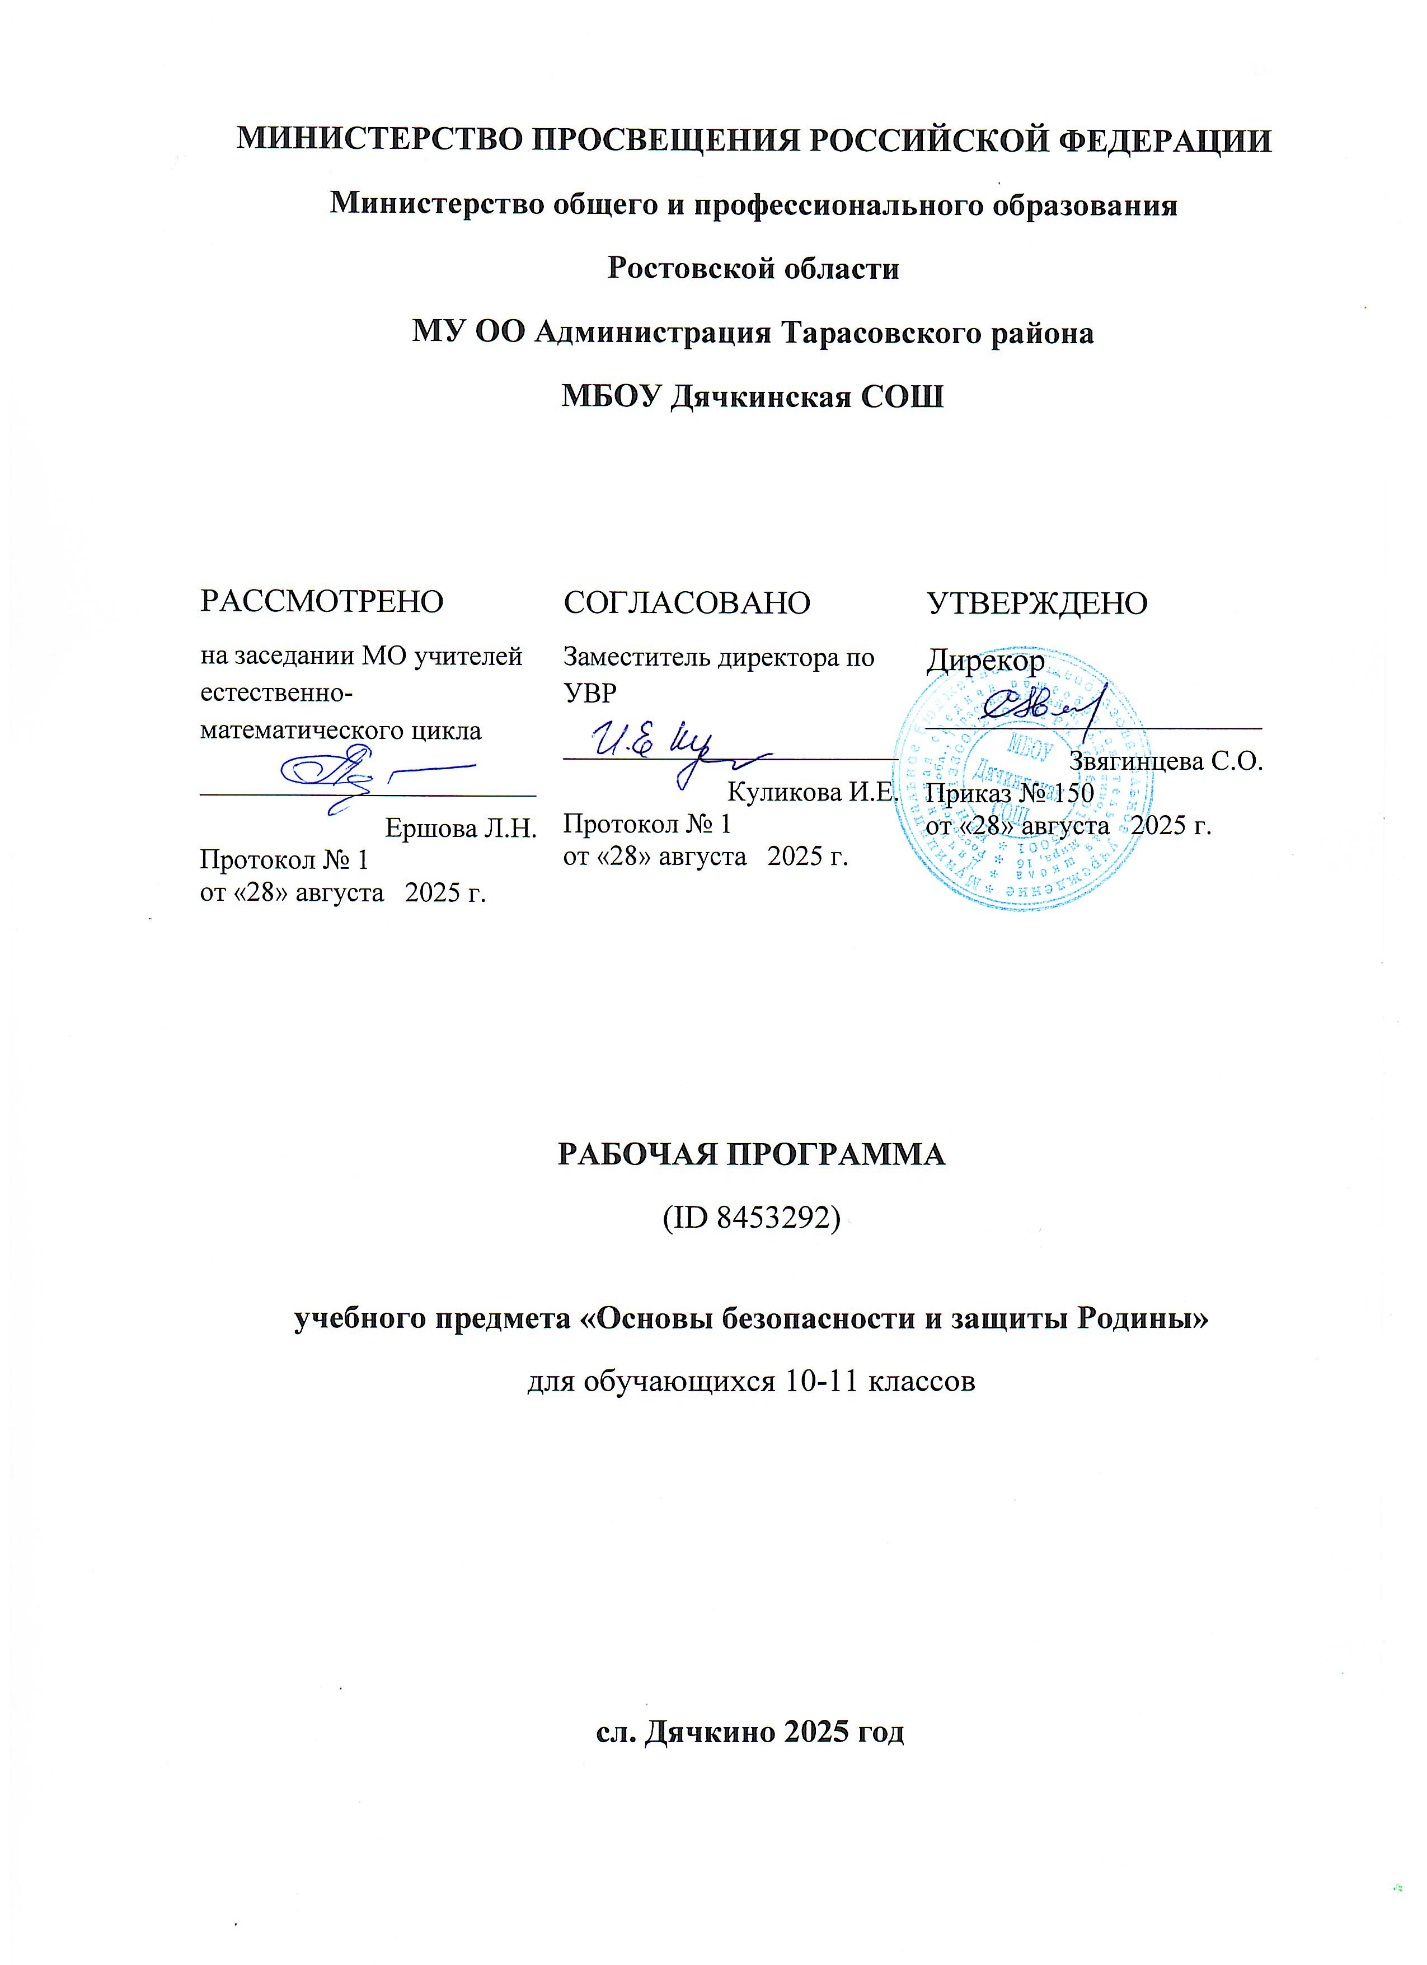 МИНИСТЕРСТВО ПРОСВЕЩЕНИЯ РОССИЙСКОЙ ФЕДЕРАЦИИ
Министерство общего и профессионального образования
Ростовской области
МУ ОО Администрация Тарасовского района
МБОУ Дячкинская СОШ
РАССМОТРЕНО
на заседании МО учителей
естественно-
математического цикла
Ершова Л.Н.
Протокол № 1
от «28» августа 2025 г.
СОГЛАСОВАНО
Заместитель директора по
УВР
И.Е. Ку
Куликова И.Е.
Протокол № 1
от «28» августа 2025 г.
УТВЕРЖДЕНО
Дирекор
Звягинцева С.О.
Приказ № 150
от «28» августа 2025 г.
МБОУ
Дячкинская
СОШ
РАБОЧАЯ ПРОГРАММА
(ID 8453292)
учебного предмета «Основы безопасности и защиты Родины»
для обучающихся 10-11 классов
сл. Дячкино 2025 год